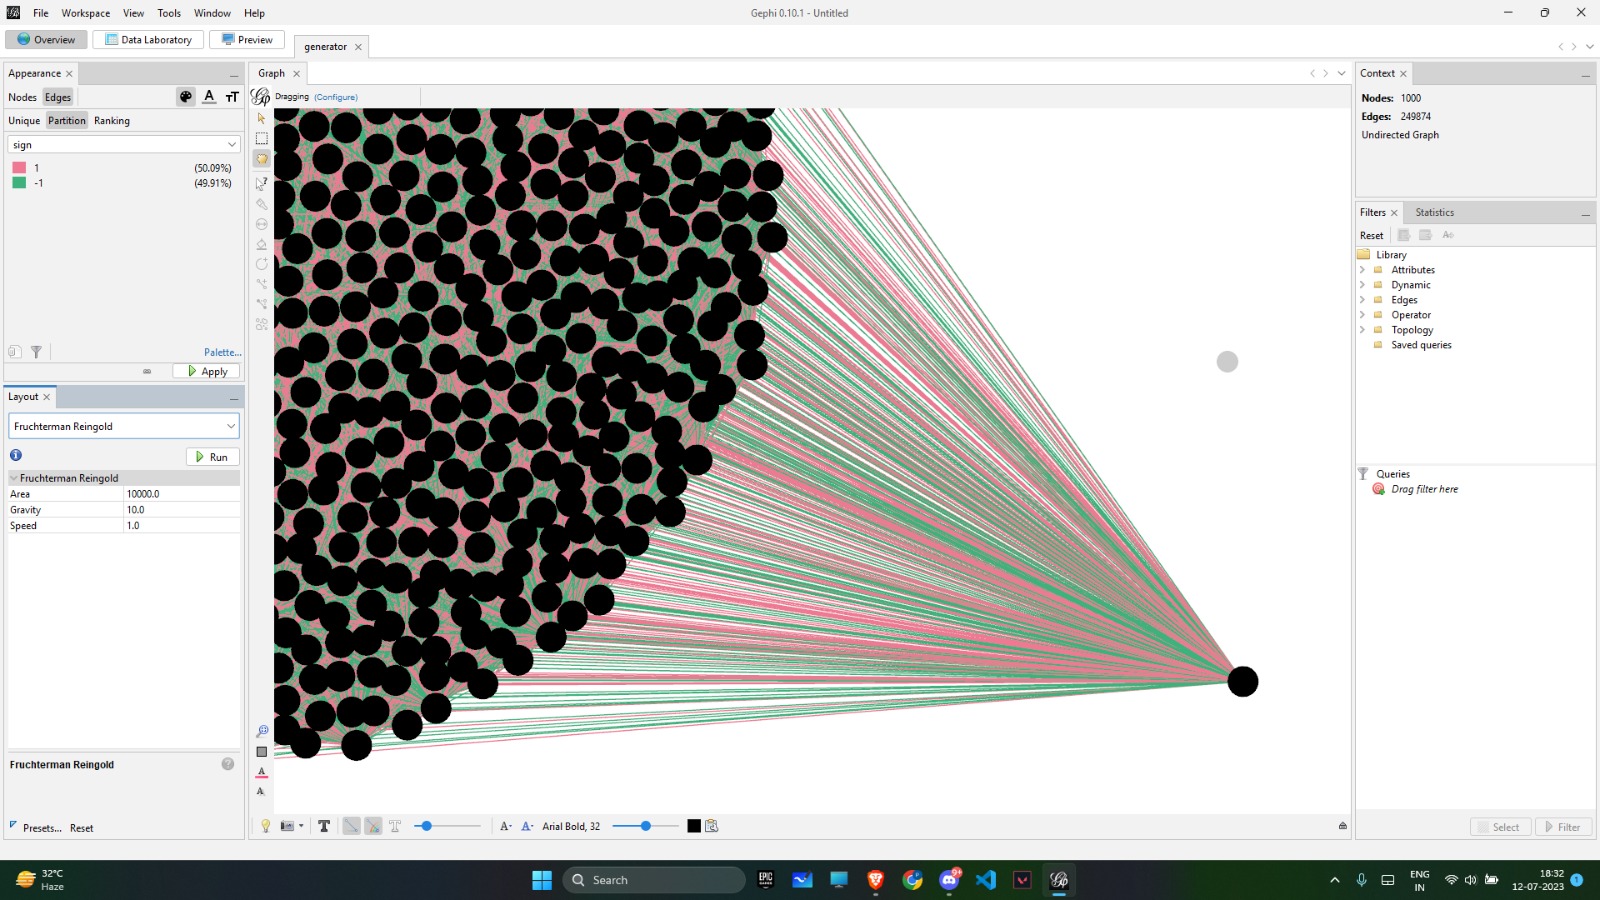 File Workspace View Tools Window Help
Gephi 0.10.1 - Untitled
Overview Data Laboratory Preview
generator
Appearance
Nodes Edges
Unique Partition Ranking
sign
1 (50.09%)
-1 (49.91%)
Palette...
Apply
Layout
Fruchterman Reingold
Run
Fruchterman Reingold
Area 10000.0
Gravity 10.0
Speed 1.0
Fruchterman Reingold
Presets... Reset
Graph
Dragging (Configure)
Arial Bold, 32
Context
Nodes: 1000
Edges: 249874
Undirected Graph
Filters Statistics
Reset
Library
Attributes
Dynamic
Edges
Operator
Topology
Saved queries
Queries
Drag filter here
Select Filter
32°C
Haze
Search
EPIC
GAMES
9+
ENG
IN
18:32
12-07-2023
1